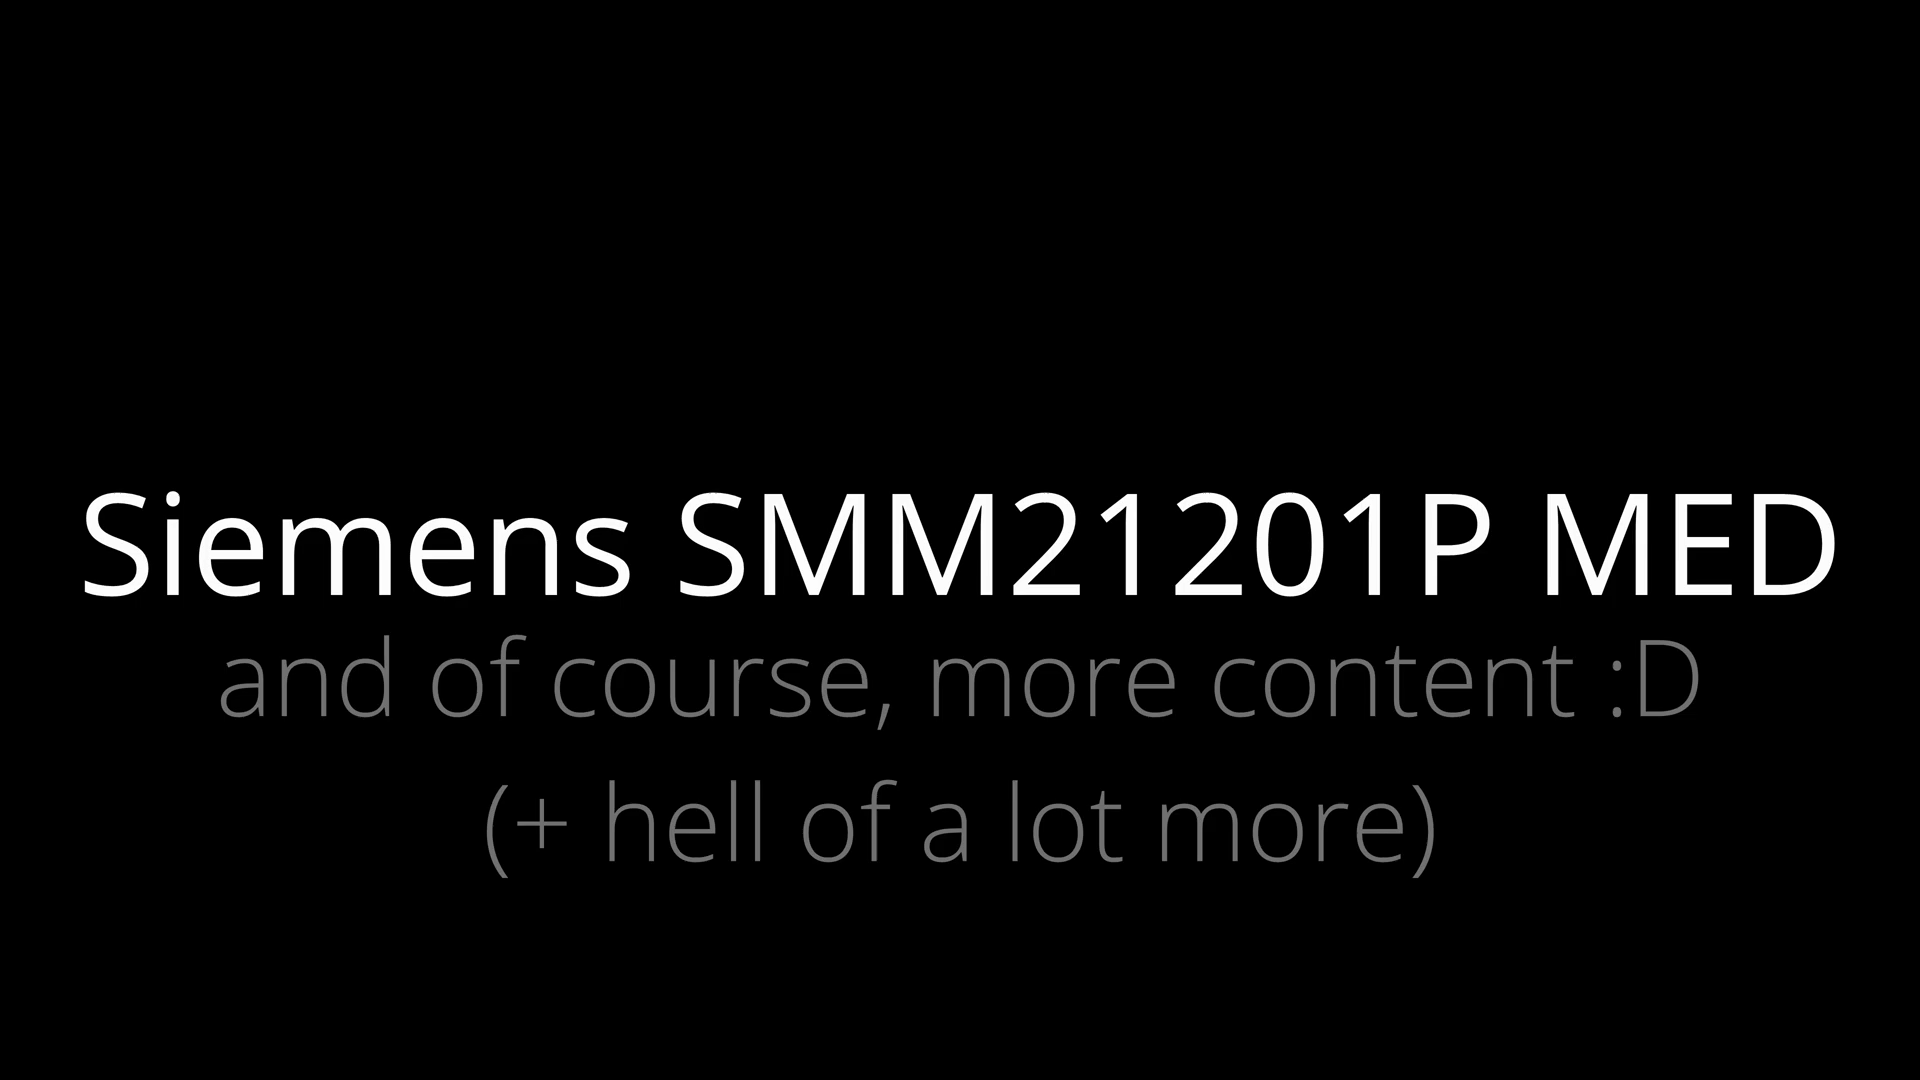 Siemens SMM21201P MED
and of course, more content :D
(+ hell of a lot more)